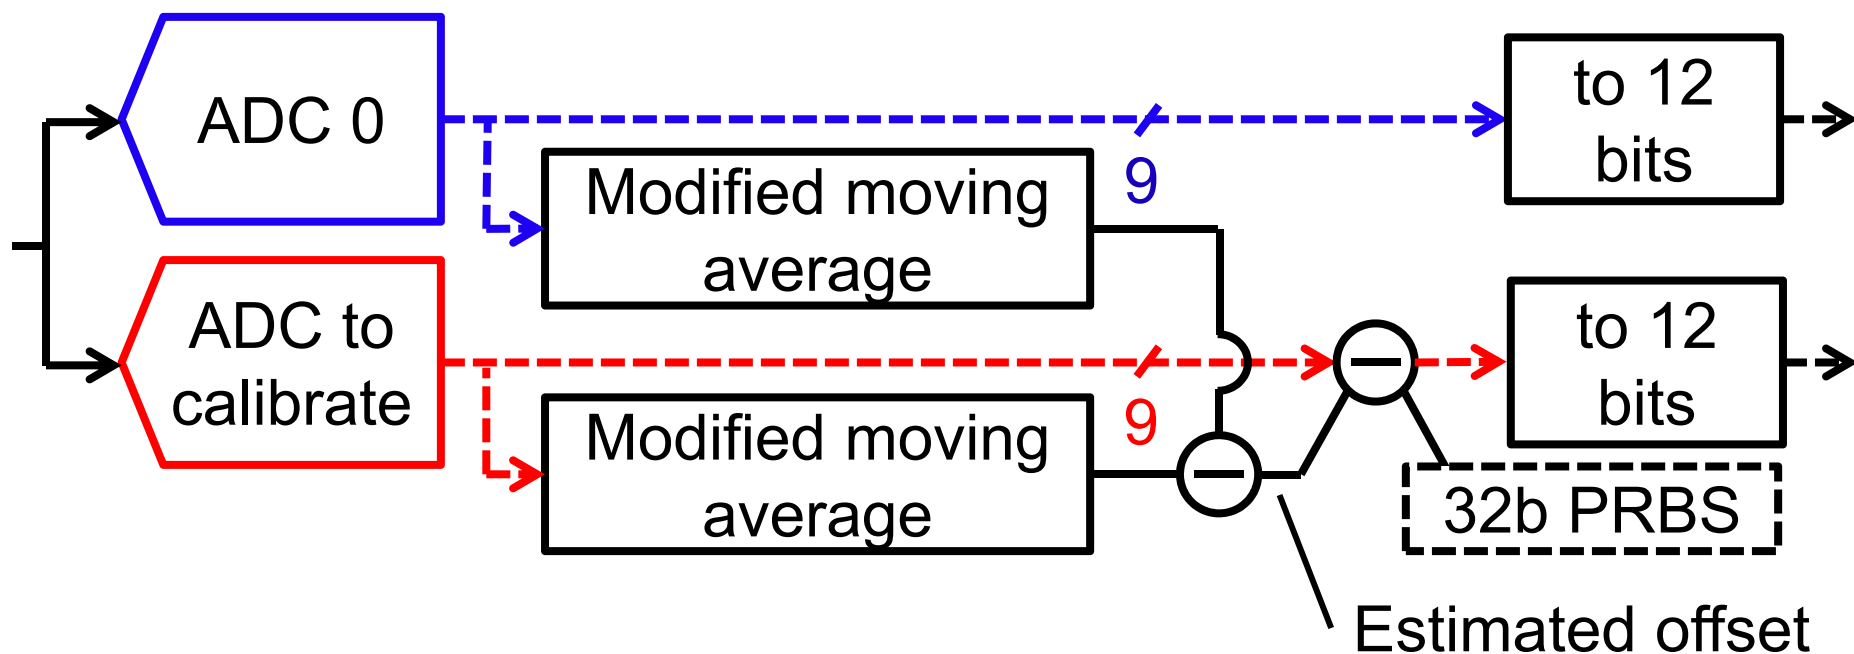 ADC 0
to 12
bits
Modified moving
average
9
ADC to
calibrate
to 12
bits
9
Modified moving
average
32b PRBS
Estimated offset